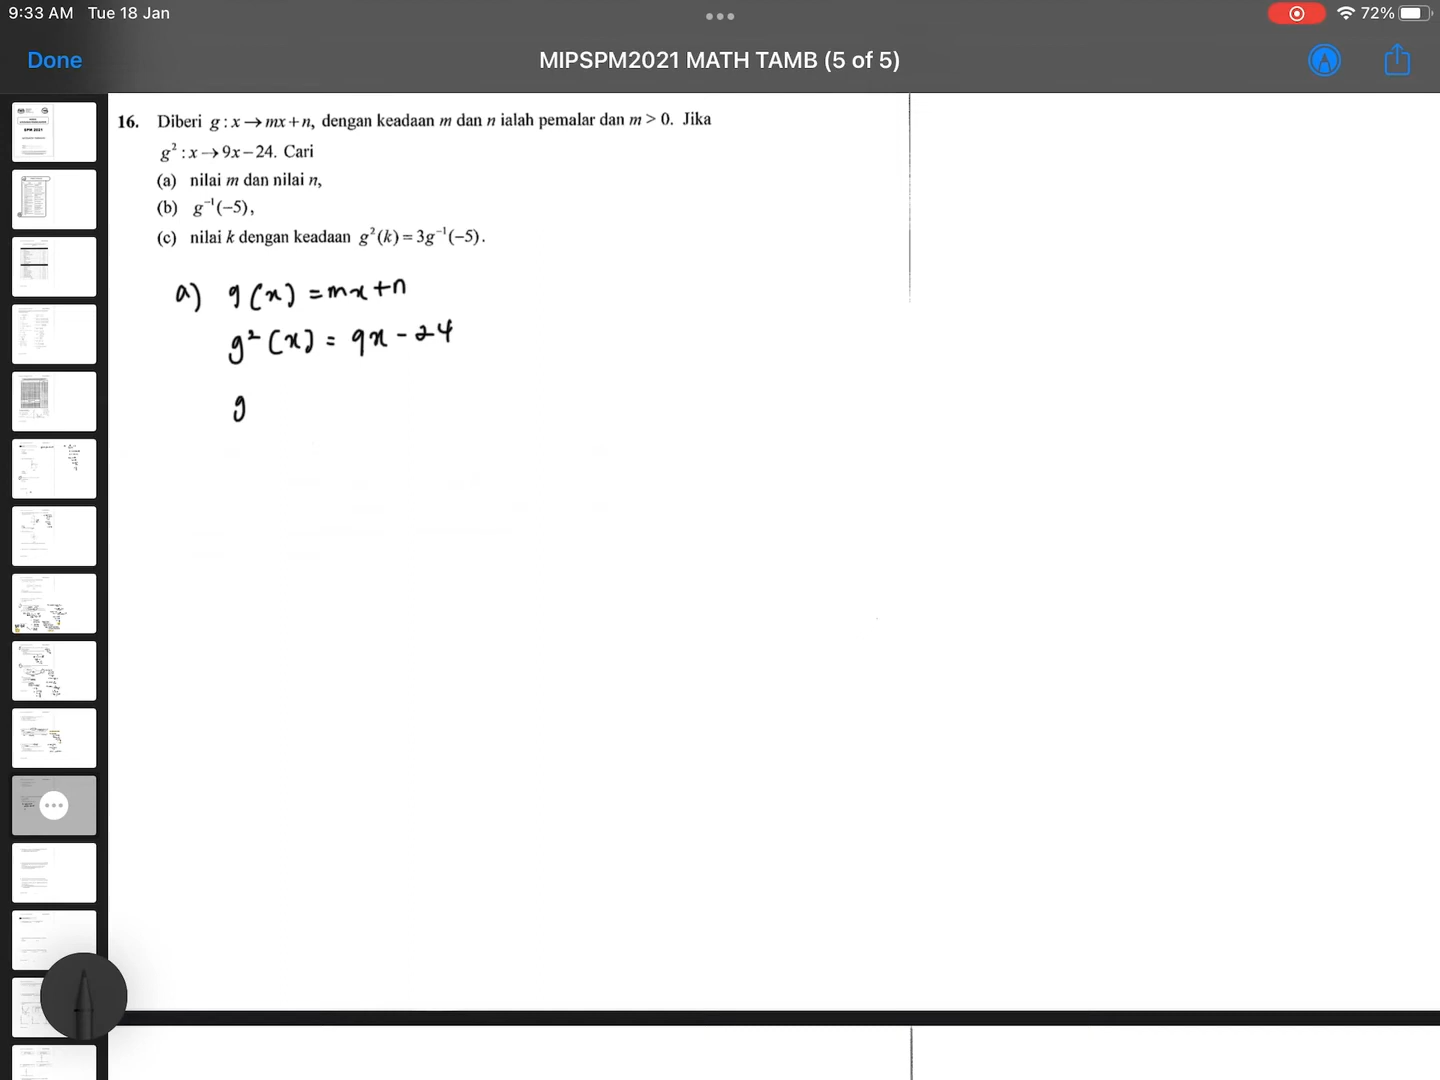 9:33 AM Tue 18 Jan
72%
Done
MIPSPM2021 MATH TAMB (5 of 5)
16. Diberi g : x → mx + n, dengan keadaan m dan n ialah pemalar dan m > 0. Jika
g² : x → 9x − 24. Cari
(a) nilai m dan nilai n,
(b) g⁻¹(−5),
(c) nilai k dengan keadaan g²(k) = 3g⁻¹(−5).
a) g(x) = mx + n
g²(x) = 9x − 24
g